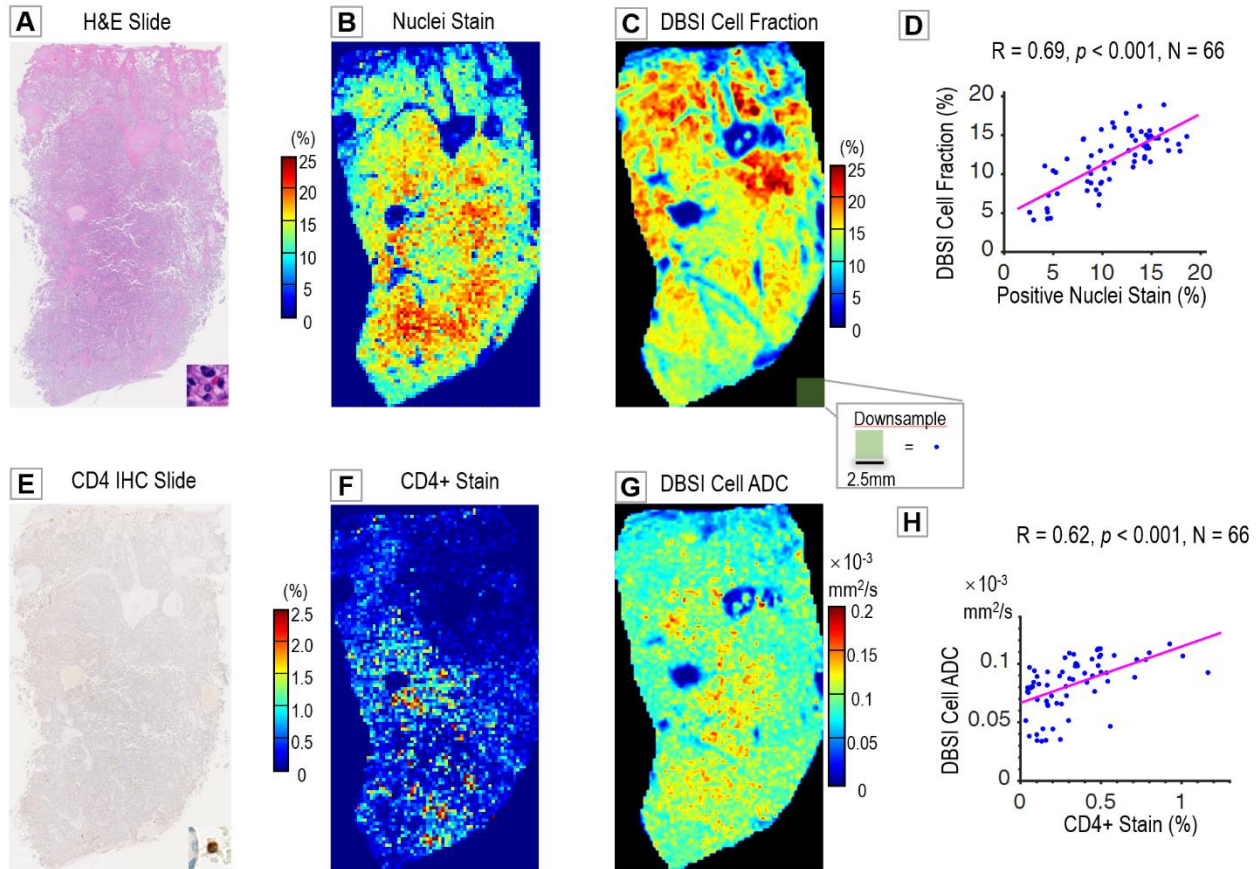 A
H&E Slide
B
Nuclei Stain
(%)
25
20
15
10
5
0
C
DBSI Cell Fraction
(%)
25
20
15
10
5
0
D
R = 0.69, p < 0.001, N = 66
DBSI Cell Fraction (%)
20
15
10
5
0
0
5
10
15
20
Positive Nuclei Stain (%)
Downsample
=
2.5mm
E
CD4 IHC Slide
F
CD4+ Stain
(%)
2.5
2.0
1.5
1.0
0.5
0
G
DBSI Cell ADC
×10⁻³
mm²/s
0.2
0.15
0.1
0.05
0
H
R = 0.62, p < 0.001, N = 66
×10⁻³
mm²/s
DBSI Cell ADC
0.1
0.05
0
0
0.5
1
CD4+ Stain (%)